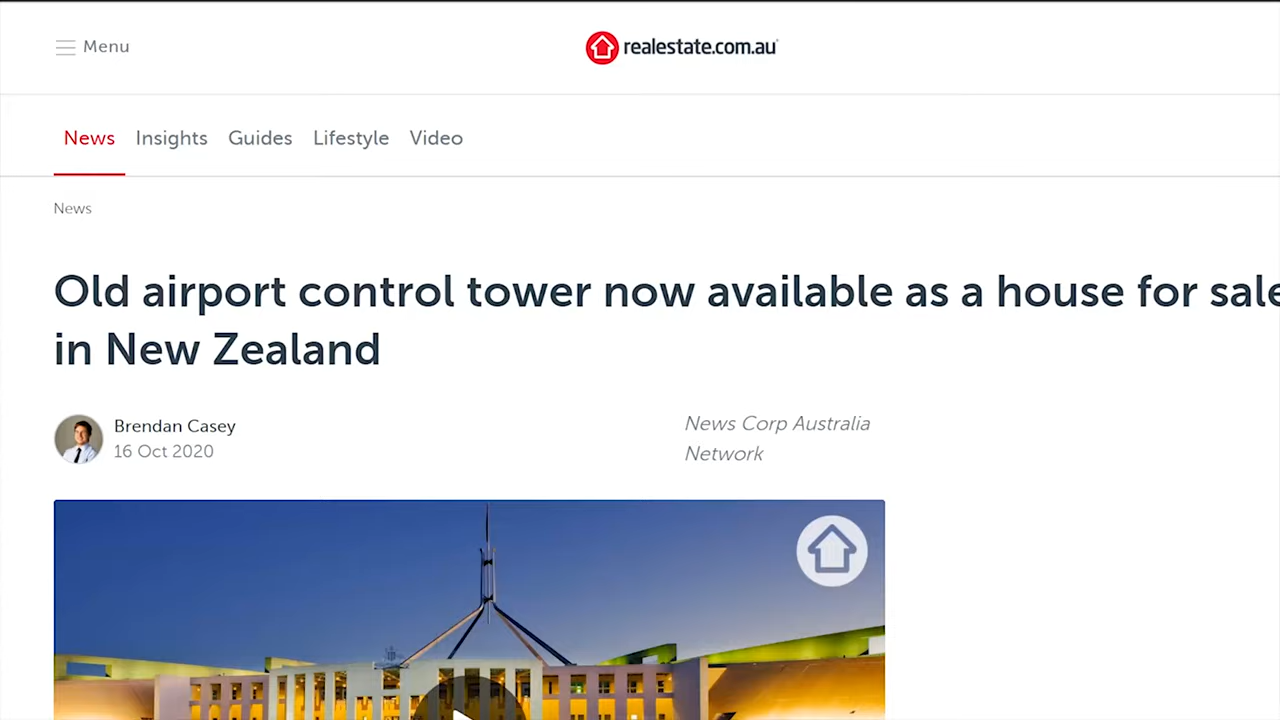 Menu
realestate.com.au
News Insights Guides Lifestyle Video
News
Old airport control tower now available as a house for sale
in New Zealand
Brendan Casey
16 Oct 2020
News Corp Australia
Network